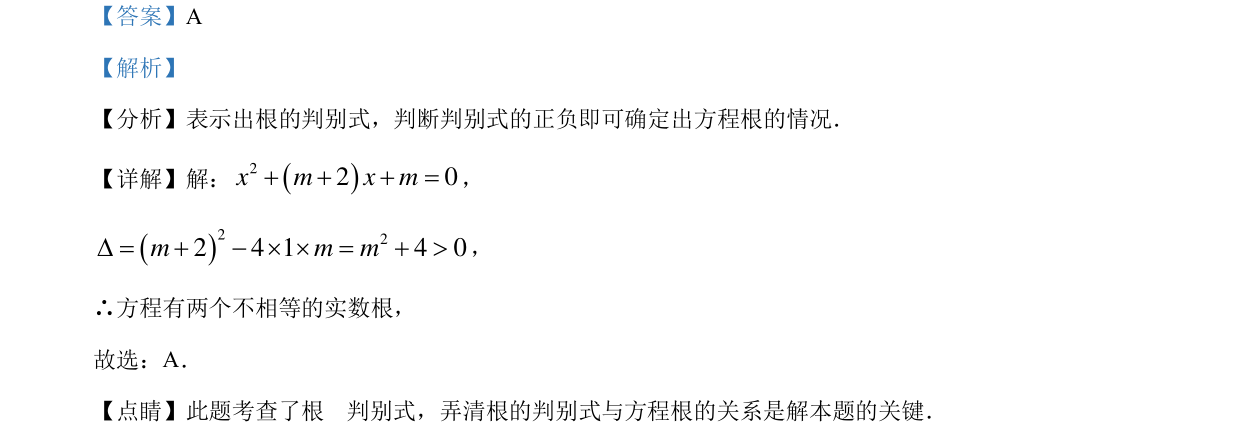 【答案】A
【解析】
【分析】表示出根的判别式，判断判别式的正负即可确定出方程根的情况．
【详解】解：x² + (m + 2)x + m = 0，
Δ = (m + 2)² − 4×1×m = m² + 4 > 0，
∴方程有两个不相等的实数根，
故选：A．
【点睛】此题考查了根　判别式，弄清根的判别式与方程根的关系是解本题的关键．